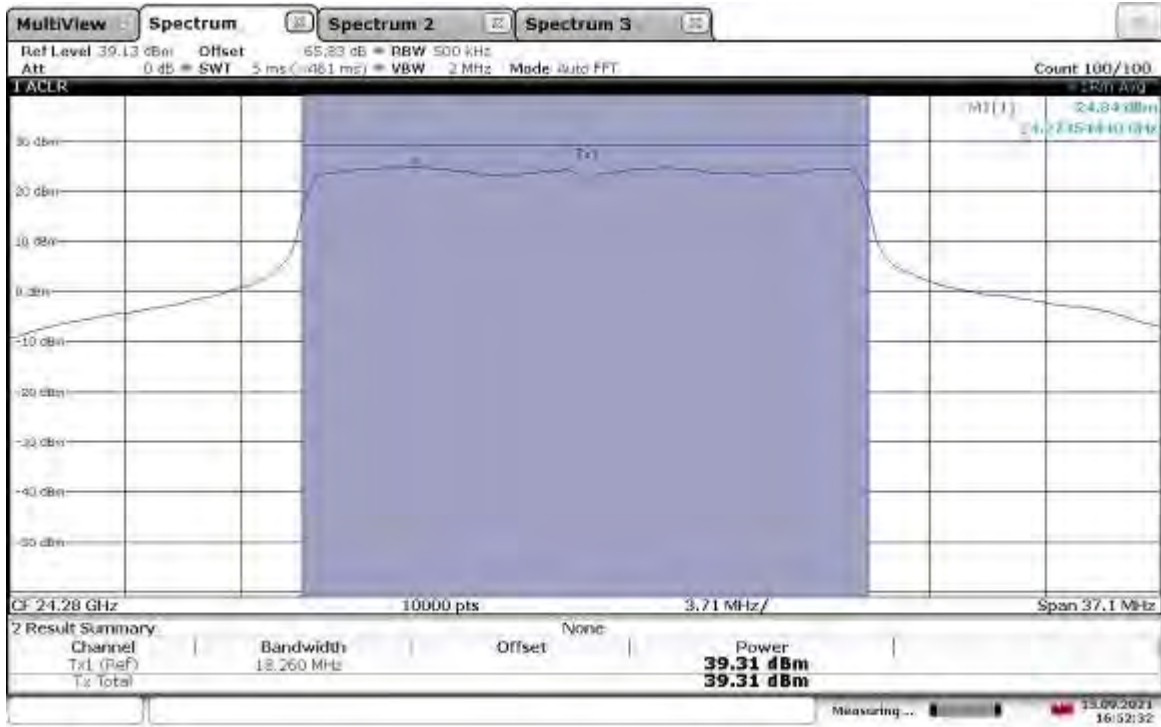 MultiView Spectrum Spectrum 2 Spectrum 3
Ref Level 39.13 dBm Offset 65.83 dB RBW 500 kHz
Att 0 dB SWT 5 ms VBW 2 MHz Mode Auto FFT Count 100/100
1 ACLR 1Rm Avg
M1[1] 24.84 dBm
30 dBm
Tx1
20 dBm
10 dBm
0 dBm
-10 dBm
-20 dBm
-30 dBm
-40 dBm
-50 dBm
CF 24.28 GHz 10000 pts 3.71 MHz/ Span 37.1 MHz
2 Result Summary None
Channel Bandwidth Offset Power
Tx1 (Ref) 18.260 MHz 39.31 dBm
Tx Total 39.31 dBm
Measuring... 13.09.2021
16:52:32